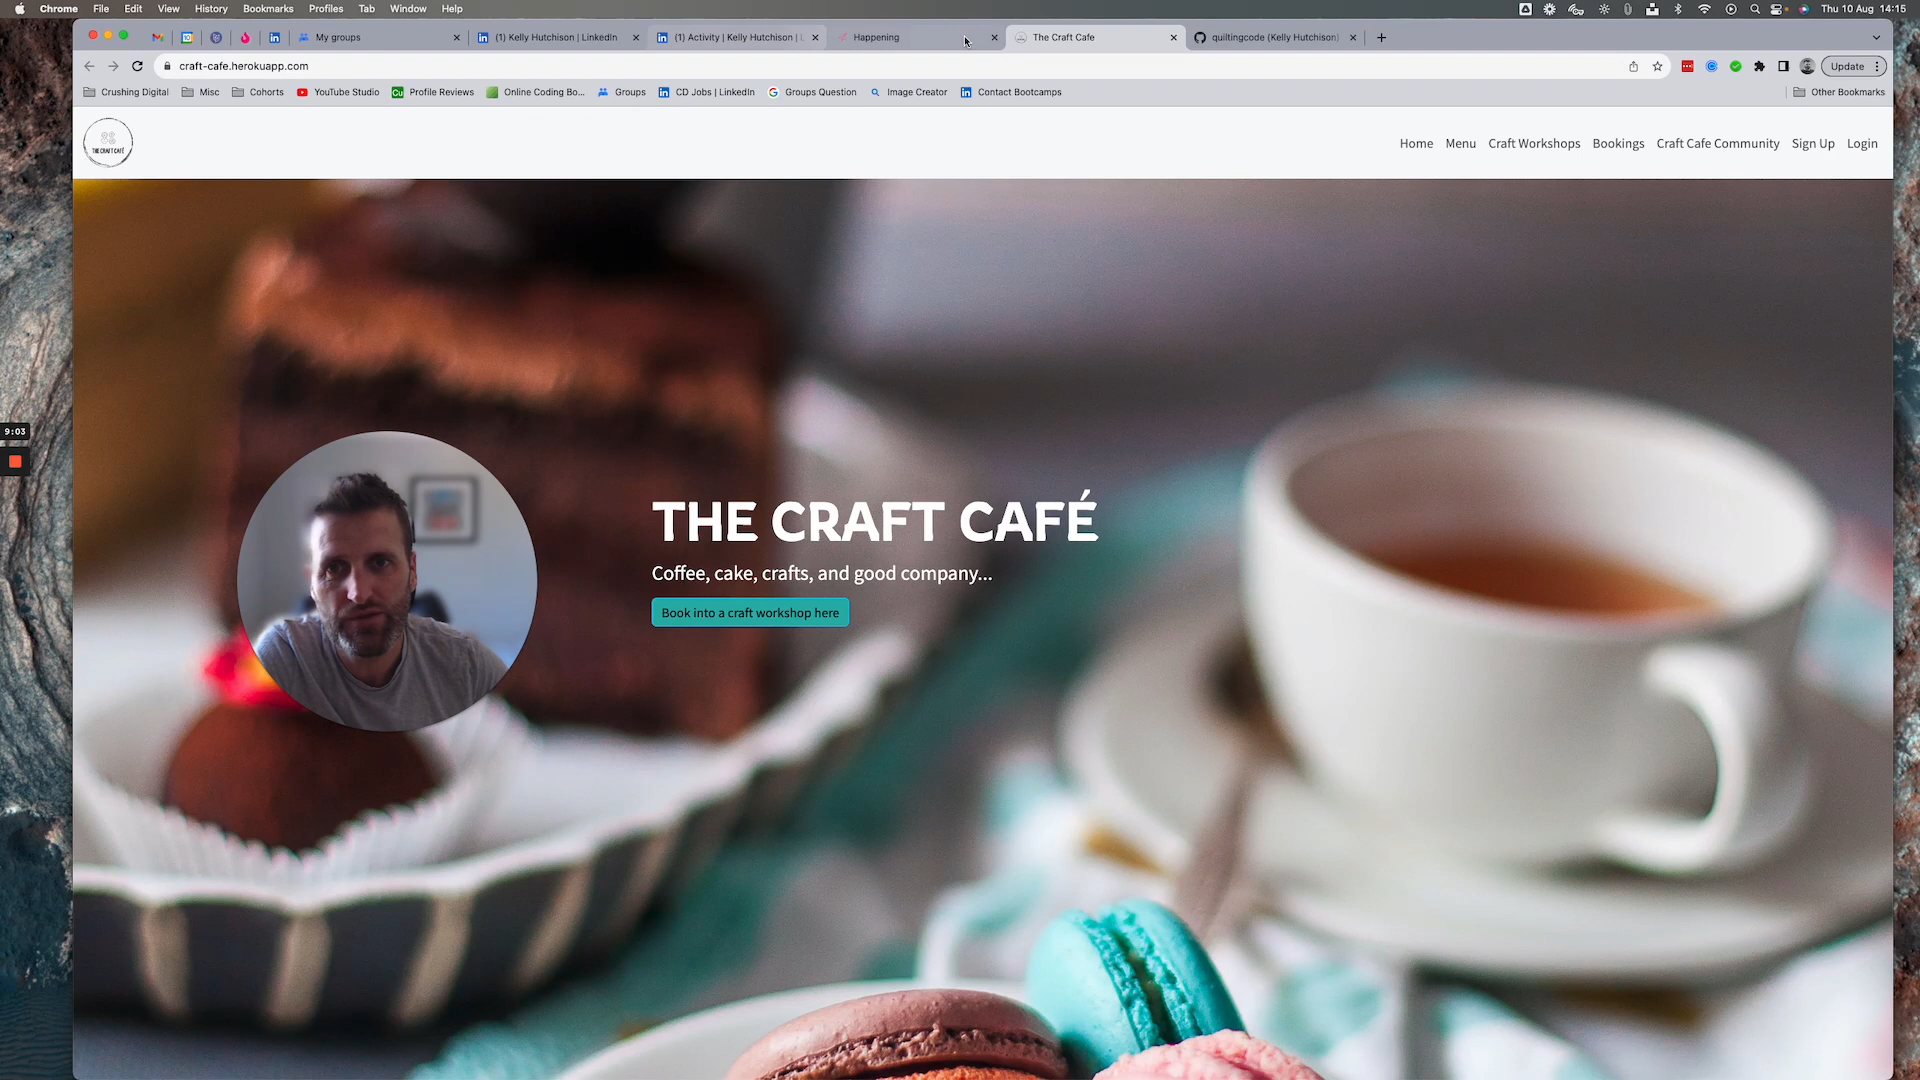 Chrome File Edit View History Bookmarks Profiles Tab Window Help
Thu 10 Aug 14:15
My groups
(1) Kelly Hutchison | LinkedIn
(1) Activity | Kelly Hutchison | L
Happening
The Craft Cafe
quiltingcode (Kelly Hutchison)
craft-cafe.herokuapp.com
Update
Crushing Digital
Misc
Cohorts
YouTube Studio
Profile Reviews
Online Coding Bo...
Groups
CD Jobs | LinkedIn
Groups Question
Image Creator
Contact Bootcamps
Other Bookmarks
THE CRAFT CAFÉ
Home Menu Craft Workshops Bookings Craft Cafe Community Sign Up Login
9:03
THE CRAFT CAFÉ
Coffee, cake, crafts, and good company...
Book into a craft workshop here